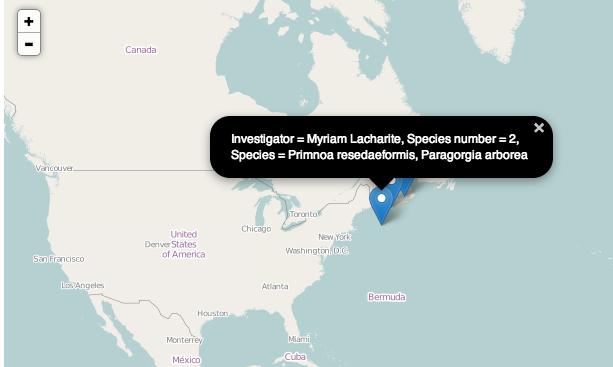 +
-
Canada
×
Investigator = Myriam Lacharite, Species number = 2,
Species = Primnoa resedaeformis, Paragorgia arborea
Vancouver
Toronto
Chicago
United
States
of America
Denver
New York
Washington, D.C.
San Francisco
Los Angeles
Atlanta
Bermuda
Houston
Monterrey
Miami
México
Cuba